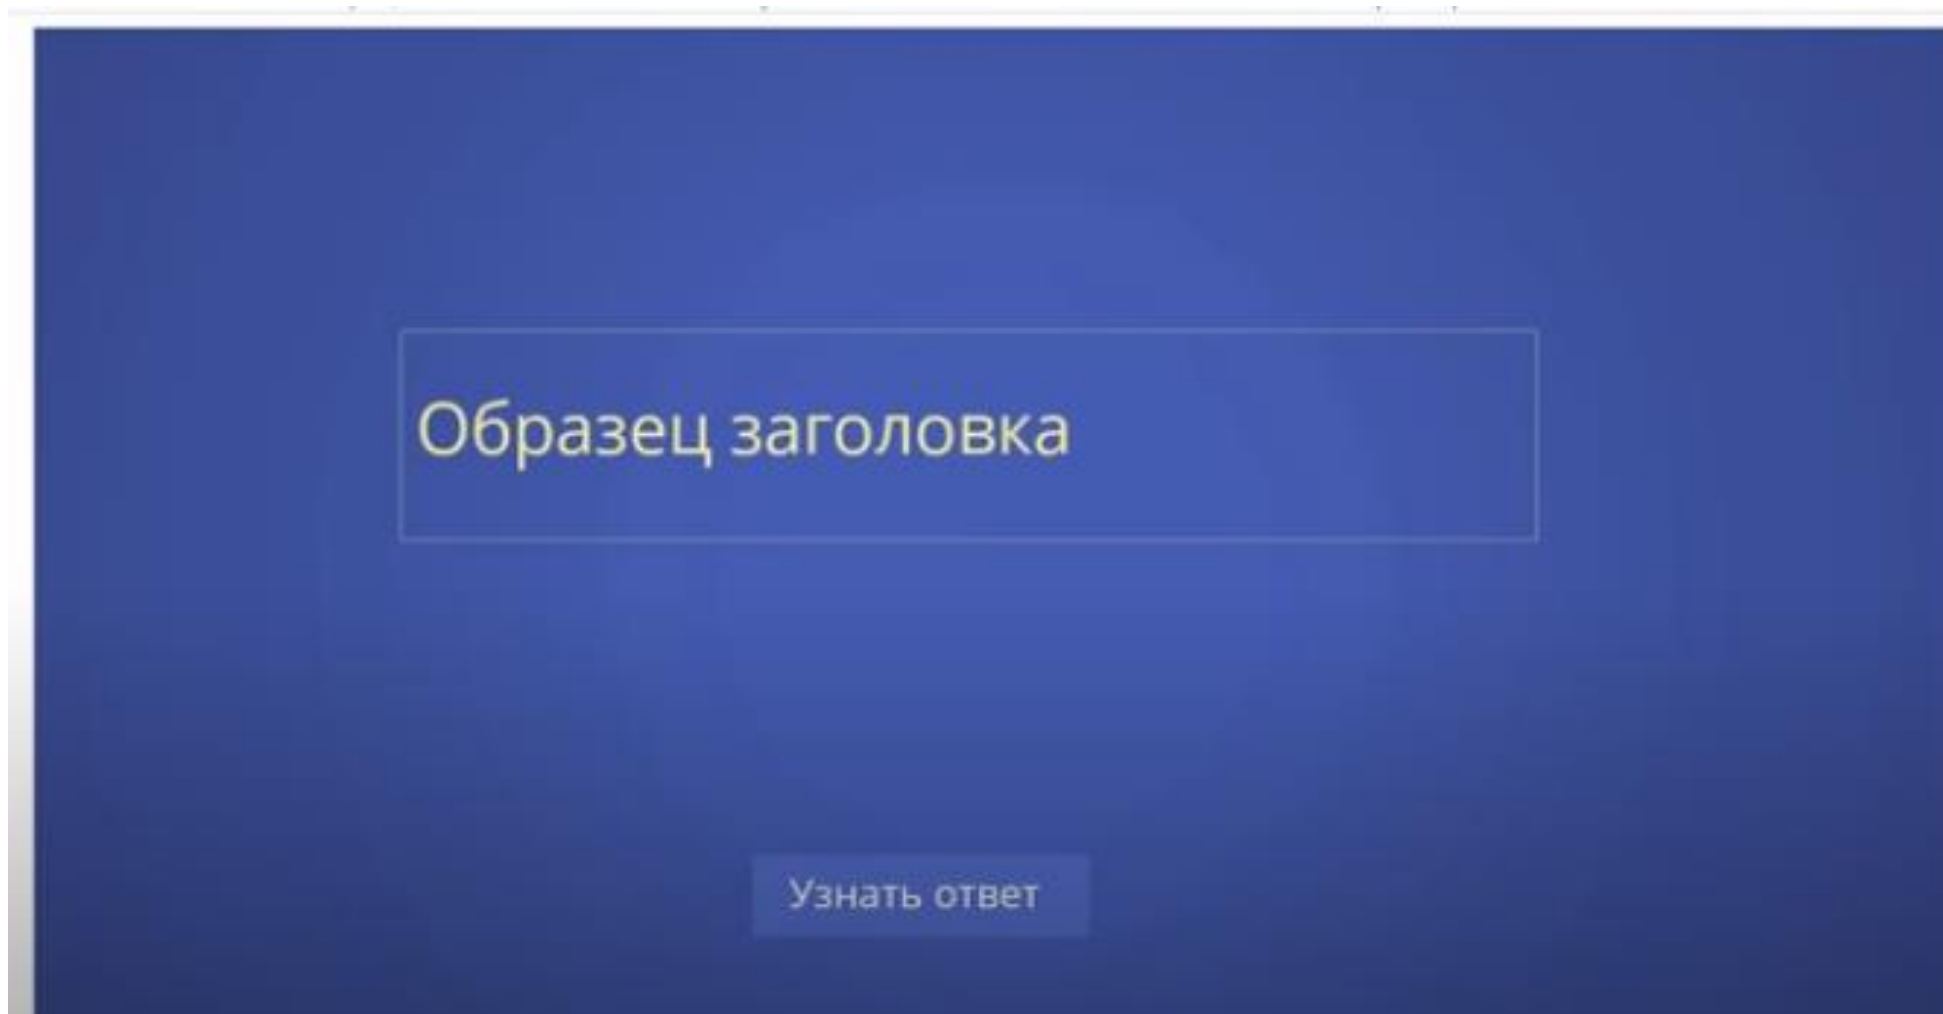 Образец заголовка
Узнать ответ